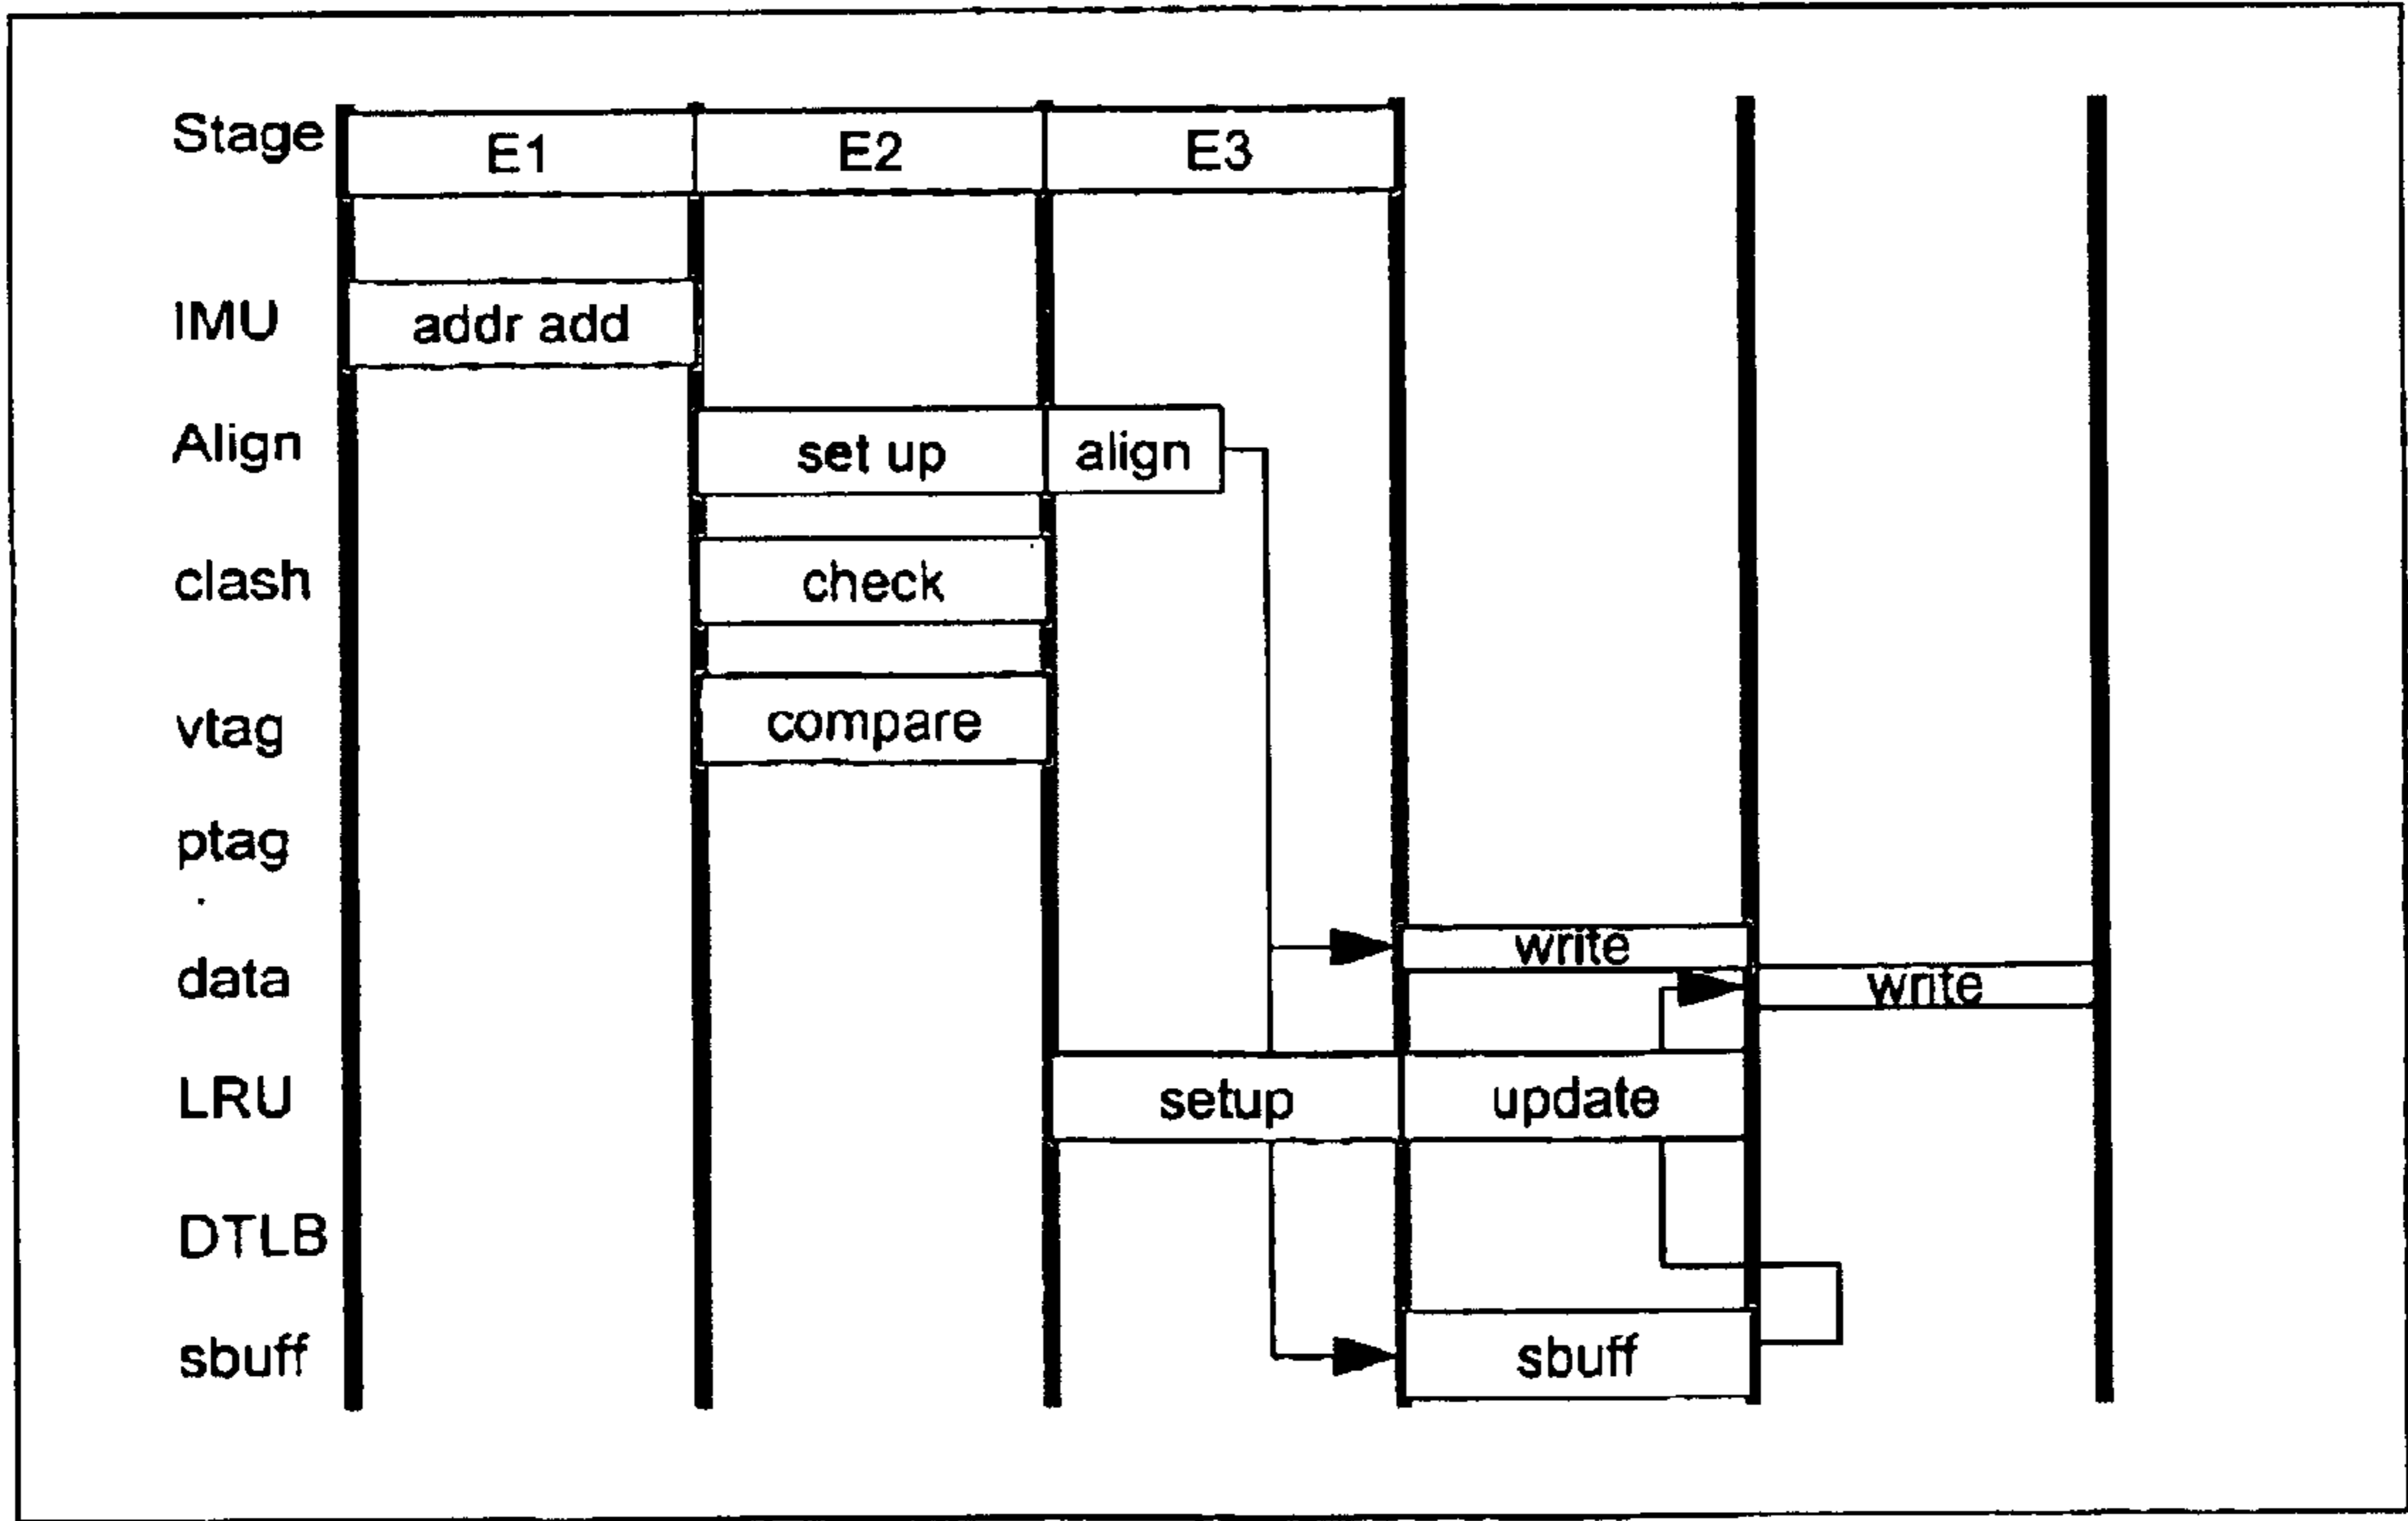 Stage E1 E2 E3
IMU addr add
Align set up align
clash check
vtag compare
ptag
data write write
LRU setup update
DTLB
sbuff sbuff